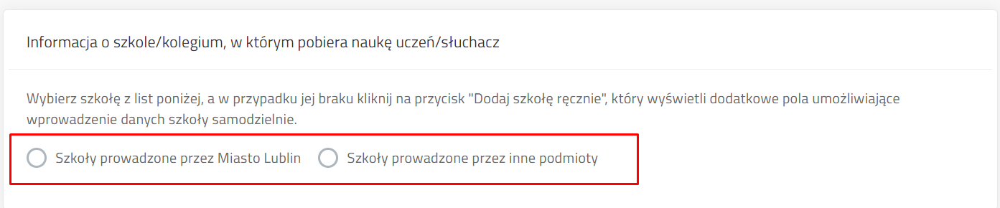 Informacja o szkole/kolegium, w którym pobiera naukę uczeń/słuchacz
Wybierz szkołę z list poniżej, a w przypadku jej braku kliknij na przycisk "Dodaj szkołę ręcznie", który wyświetli dodatkowe pola umożliwiające
wprowadzenie danych szkoły samodzielnie.
Szkoły prowadzone przez Miasto Lublin Szkoły prowadzone przez inne podmioty